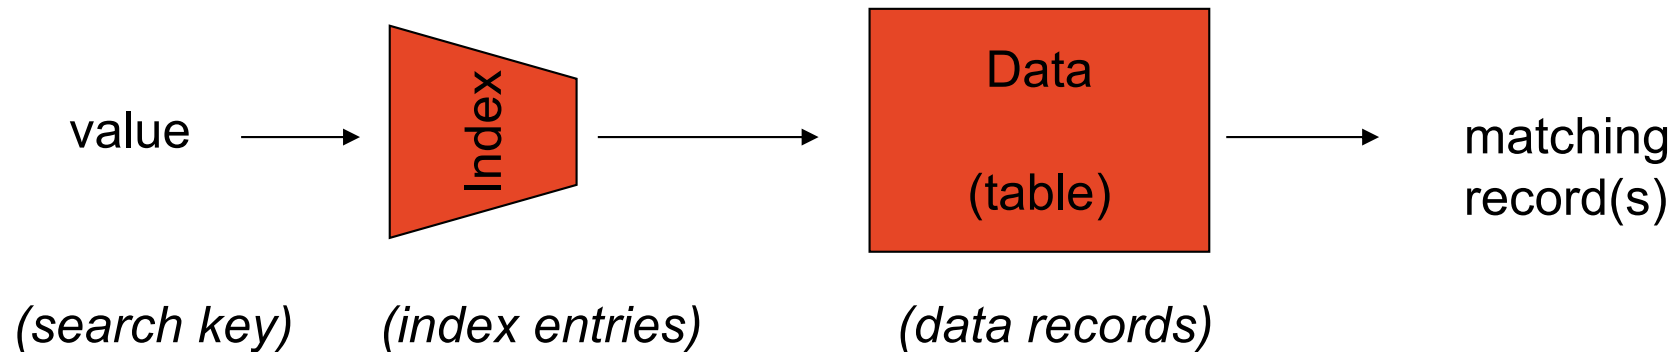 value
Index
Data
(table)
matching
record(s)
(search key)
(index entries)
(data records)